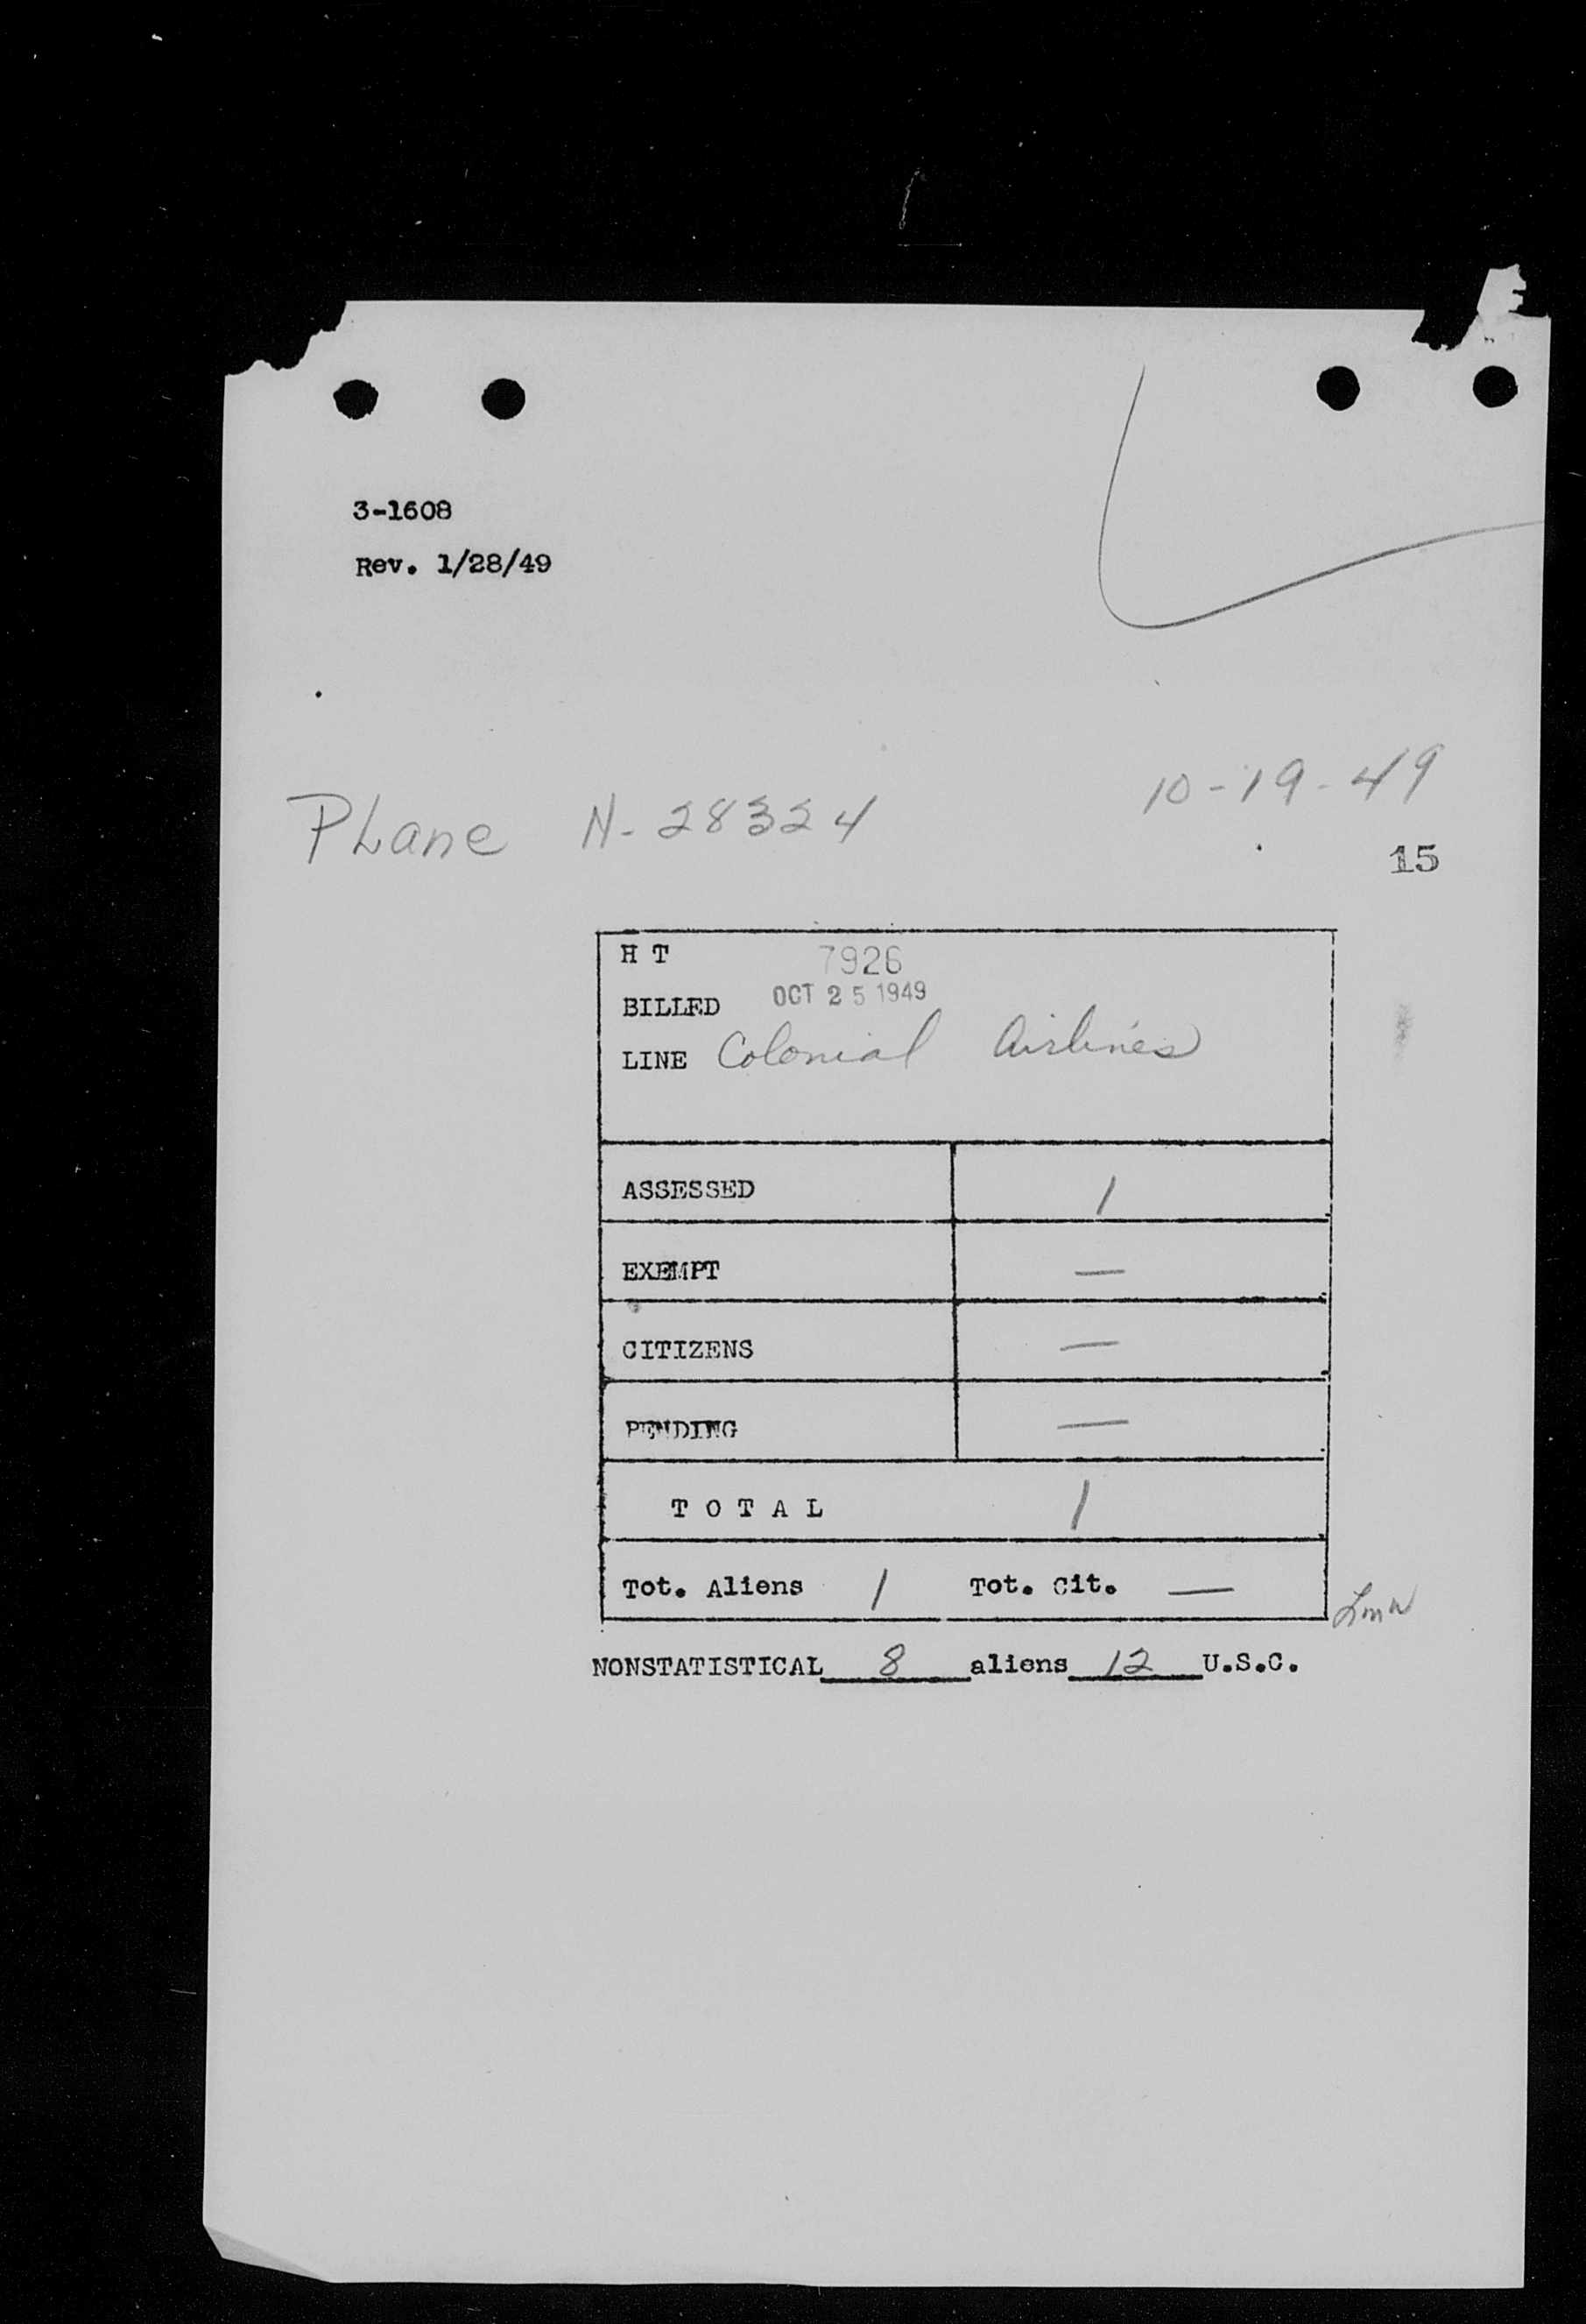 3-1608
Rev. 1/28/49
Plane N-28324 10-19-49
15
H T 7926
BILLED OCT 25 1949
LINE Colonial Airlines
ASSESSED 1
EXEMPT —
CITIZENS —
PENDING —
T O T A L 1
Tot. Aliens 1 Tot. Cit. —
NONSTATISTICAL 8 aliens 12 U.S.C.